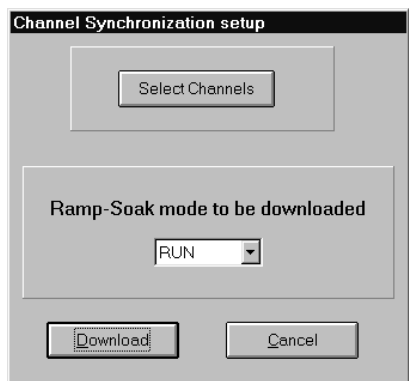 Channel Synchronization setup
Select Channels
Ramp-Soak mode to be downloaded
RUN
Download Cancel